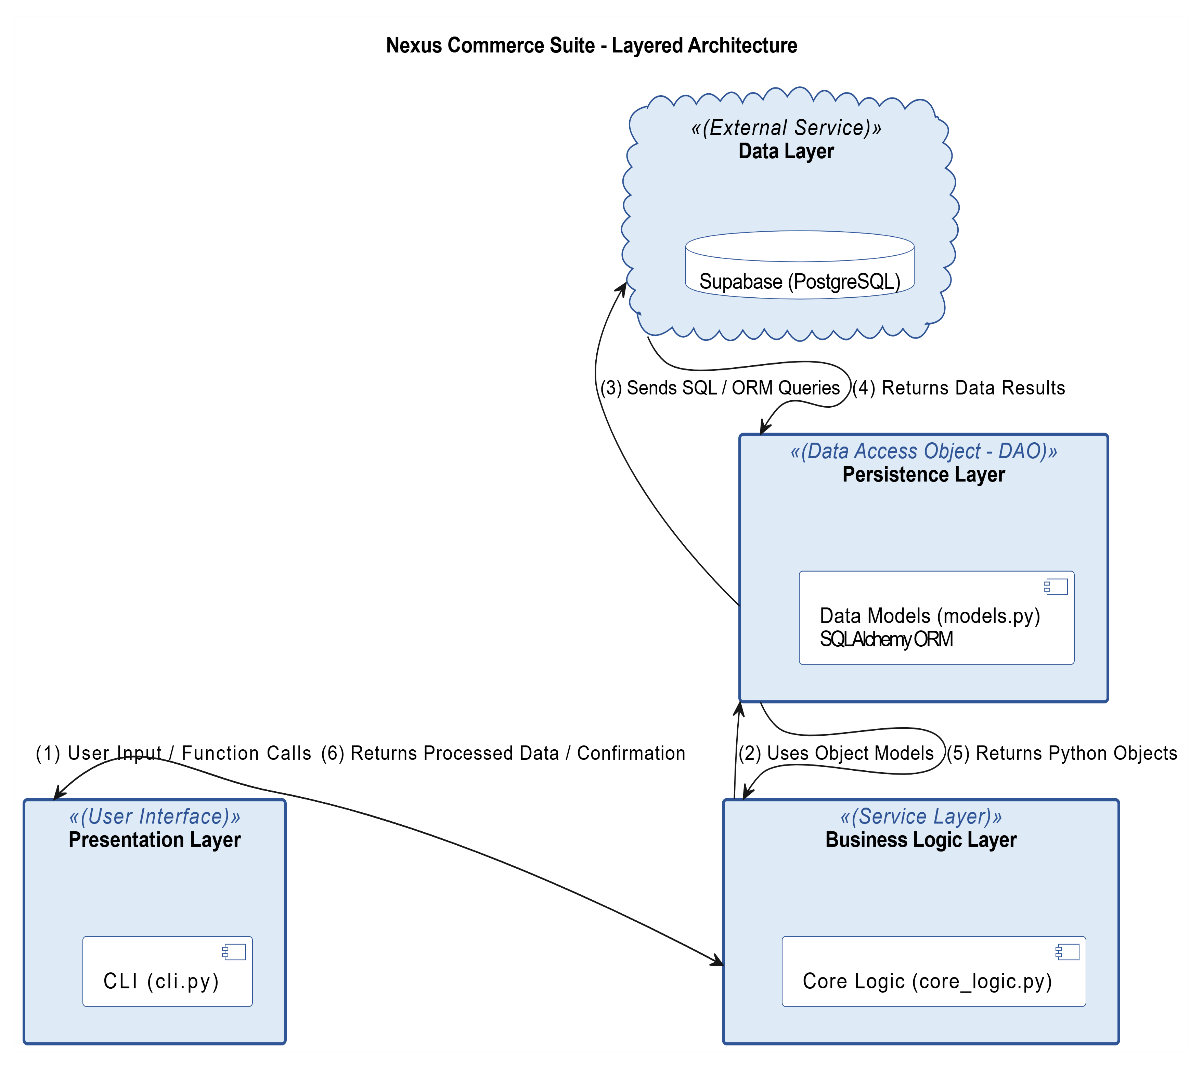 Nexus Commerce Suite - Layered Architecture
«(External Service)»
Data Layer
Supabase (PostgreSQL)
(3) Sends SQL / ORM Queries
(4) Returns Data Results
«(Data Access Object - DAO)»
Persistence Layer
Data Models (models.py)
SQLAlchemy ORM
(1) User Input / Function Calls
(6) Returns Processed Data / Confirmation
(2) Uses Object Models
(5) Returns Python Objects
«(User Interface)»
Presentation Layer
CLI (cli.py)
«(Service Layer)»
Business Logic Layer
Core Logic (core_logic.py)